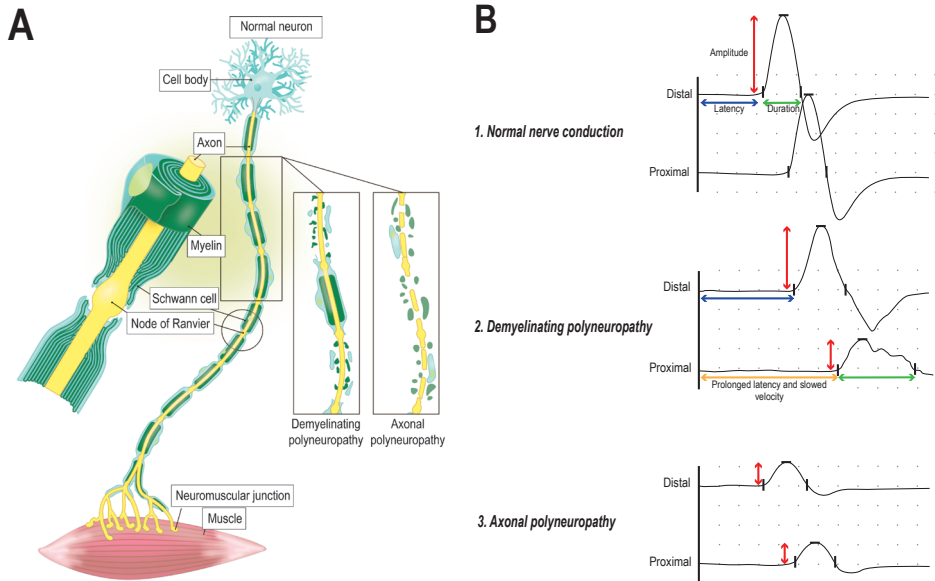 A
Normal neuron
Cell body
Axon
Myelin
Schwann cell
Node of Ranvier
Demyelinating
polyneuropathy
Axonal
polyneuropathy
Neuromuscular junction
Muscle
B
1. Normal nerve conduction
Amplitude
Distal
Latency
Duration
Proximal
2. Demyelinating polyneuropathy
Distal
Proximal
Prolonged latency and slowed
velocity
3. Axonal polyneuropathy
Distal
Proximal